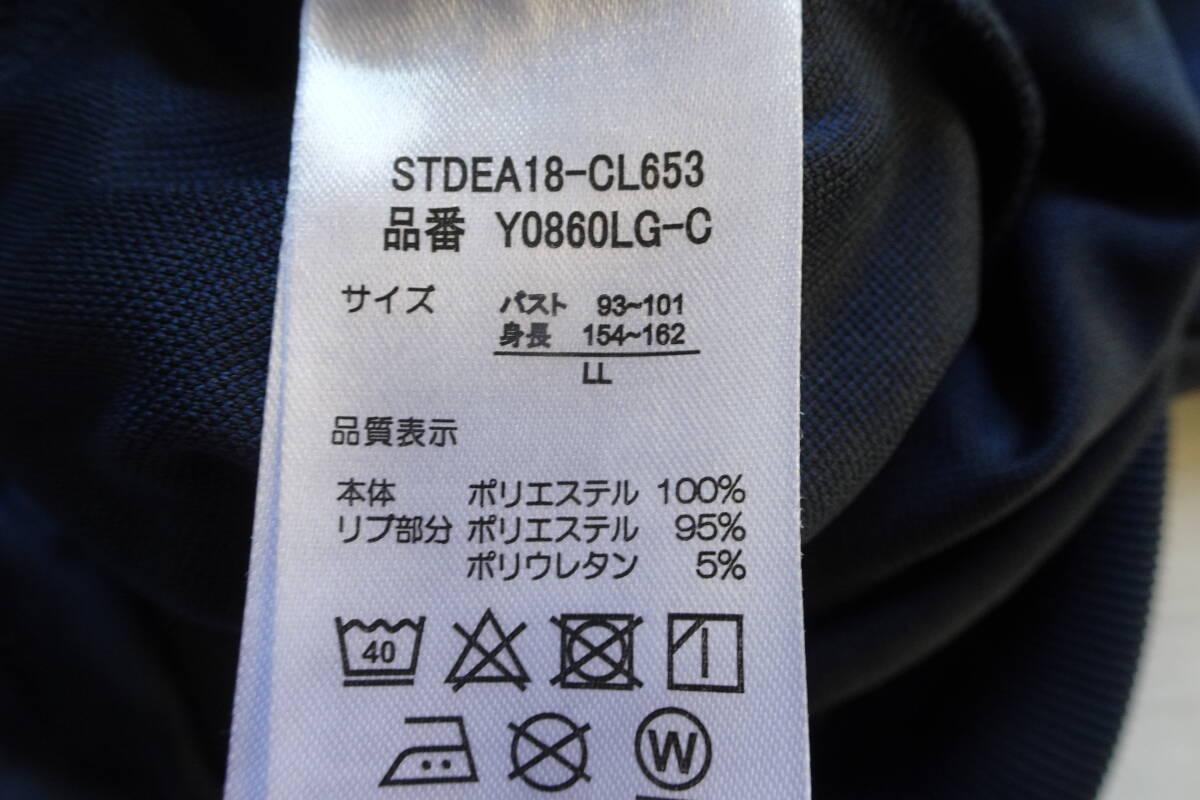 STDEA18-CL653
品番 Y0860LG-C
サイズ バスト 93~101
身長 154~162
LL
品質表示
本体 ポリエステル 100%
リブ部分 ポリエステル 95%
ポリウレタン 5%
40
W